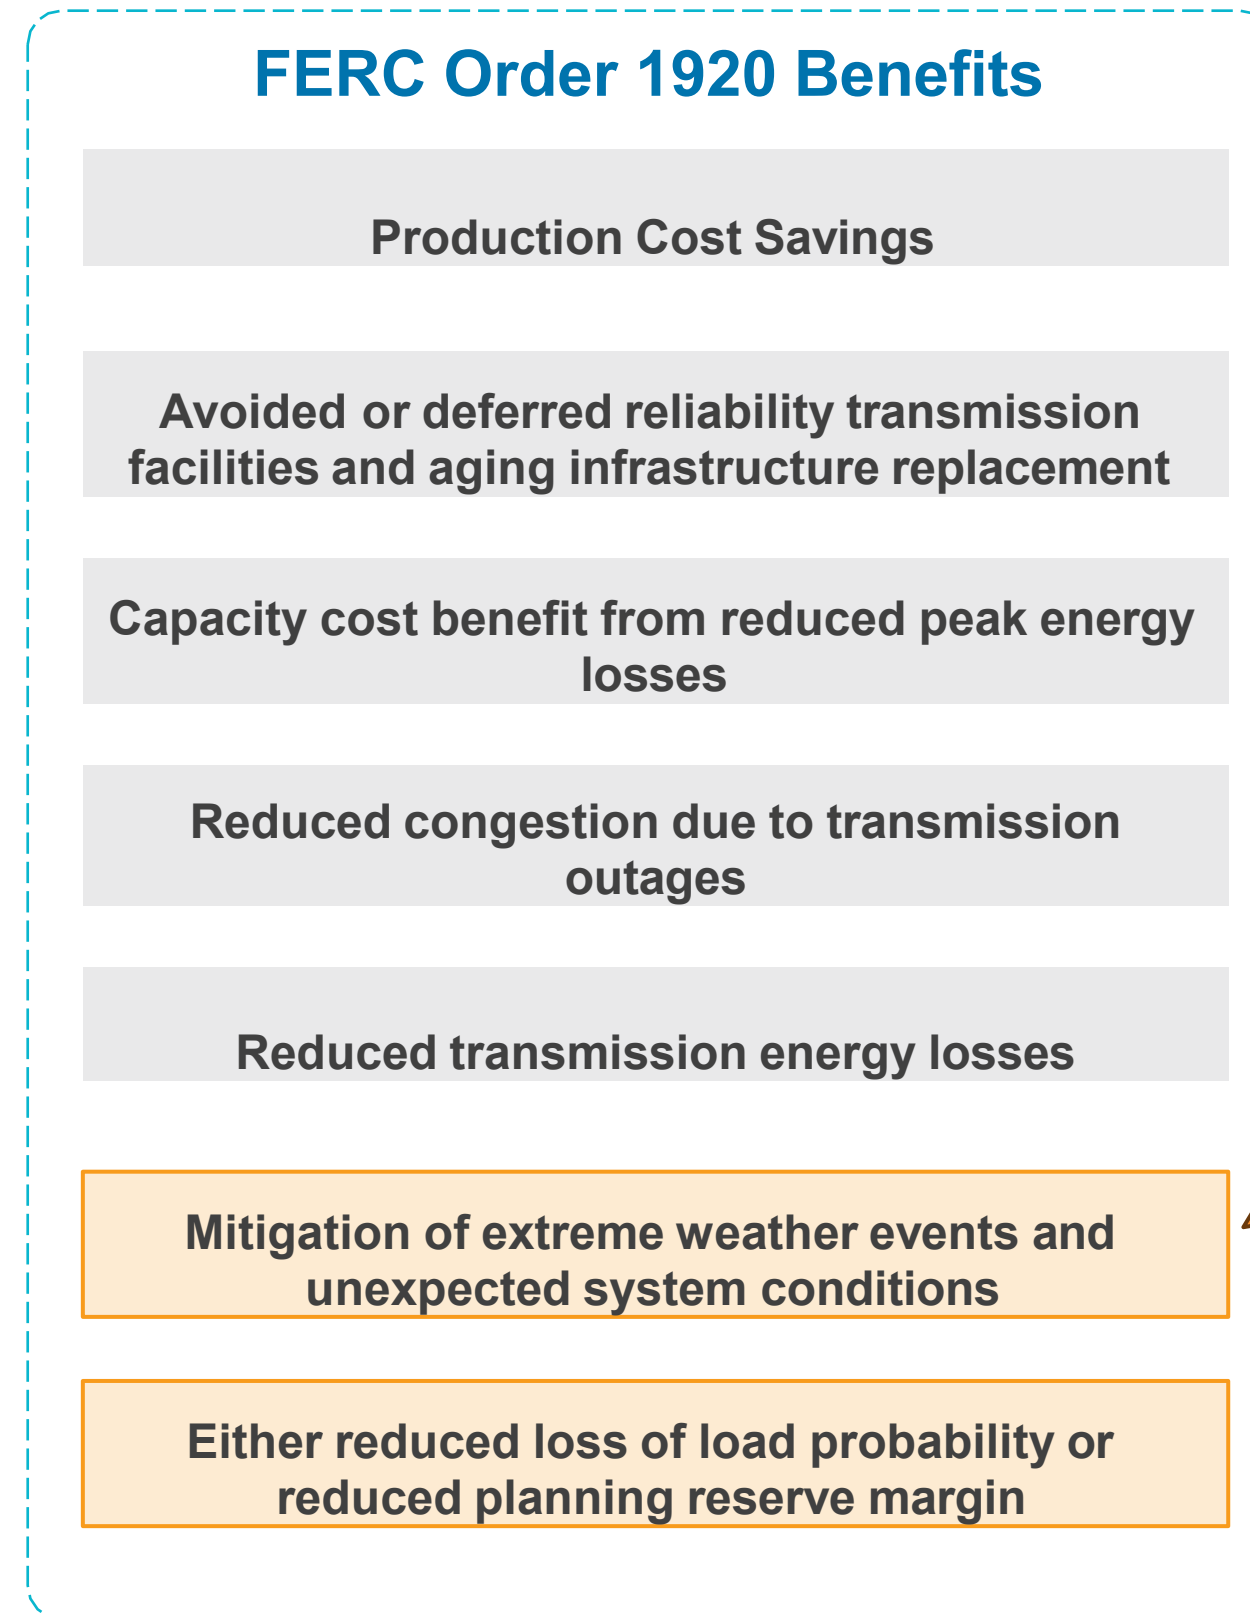 FERC Order 1920 Benefits
Production Cost Savings
Avoided or deferred reliability transmission
facilities and aging infrastructure replacement
Capacity cost benefit from reduced peak energy
losses
Reduced congestion due to transmission
outages
Reduced transmission energy losses
Mitigation of extreme weather events and
unexpected system conditions
Either reduced loss of load probability or
reduced planning reserve margin